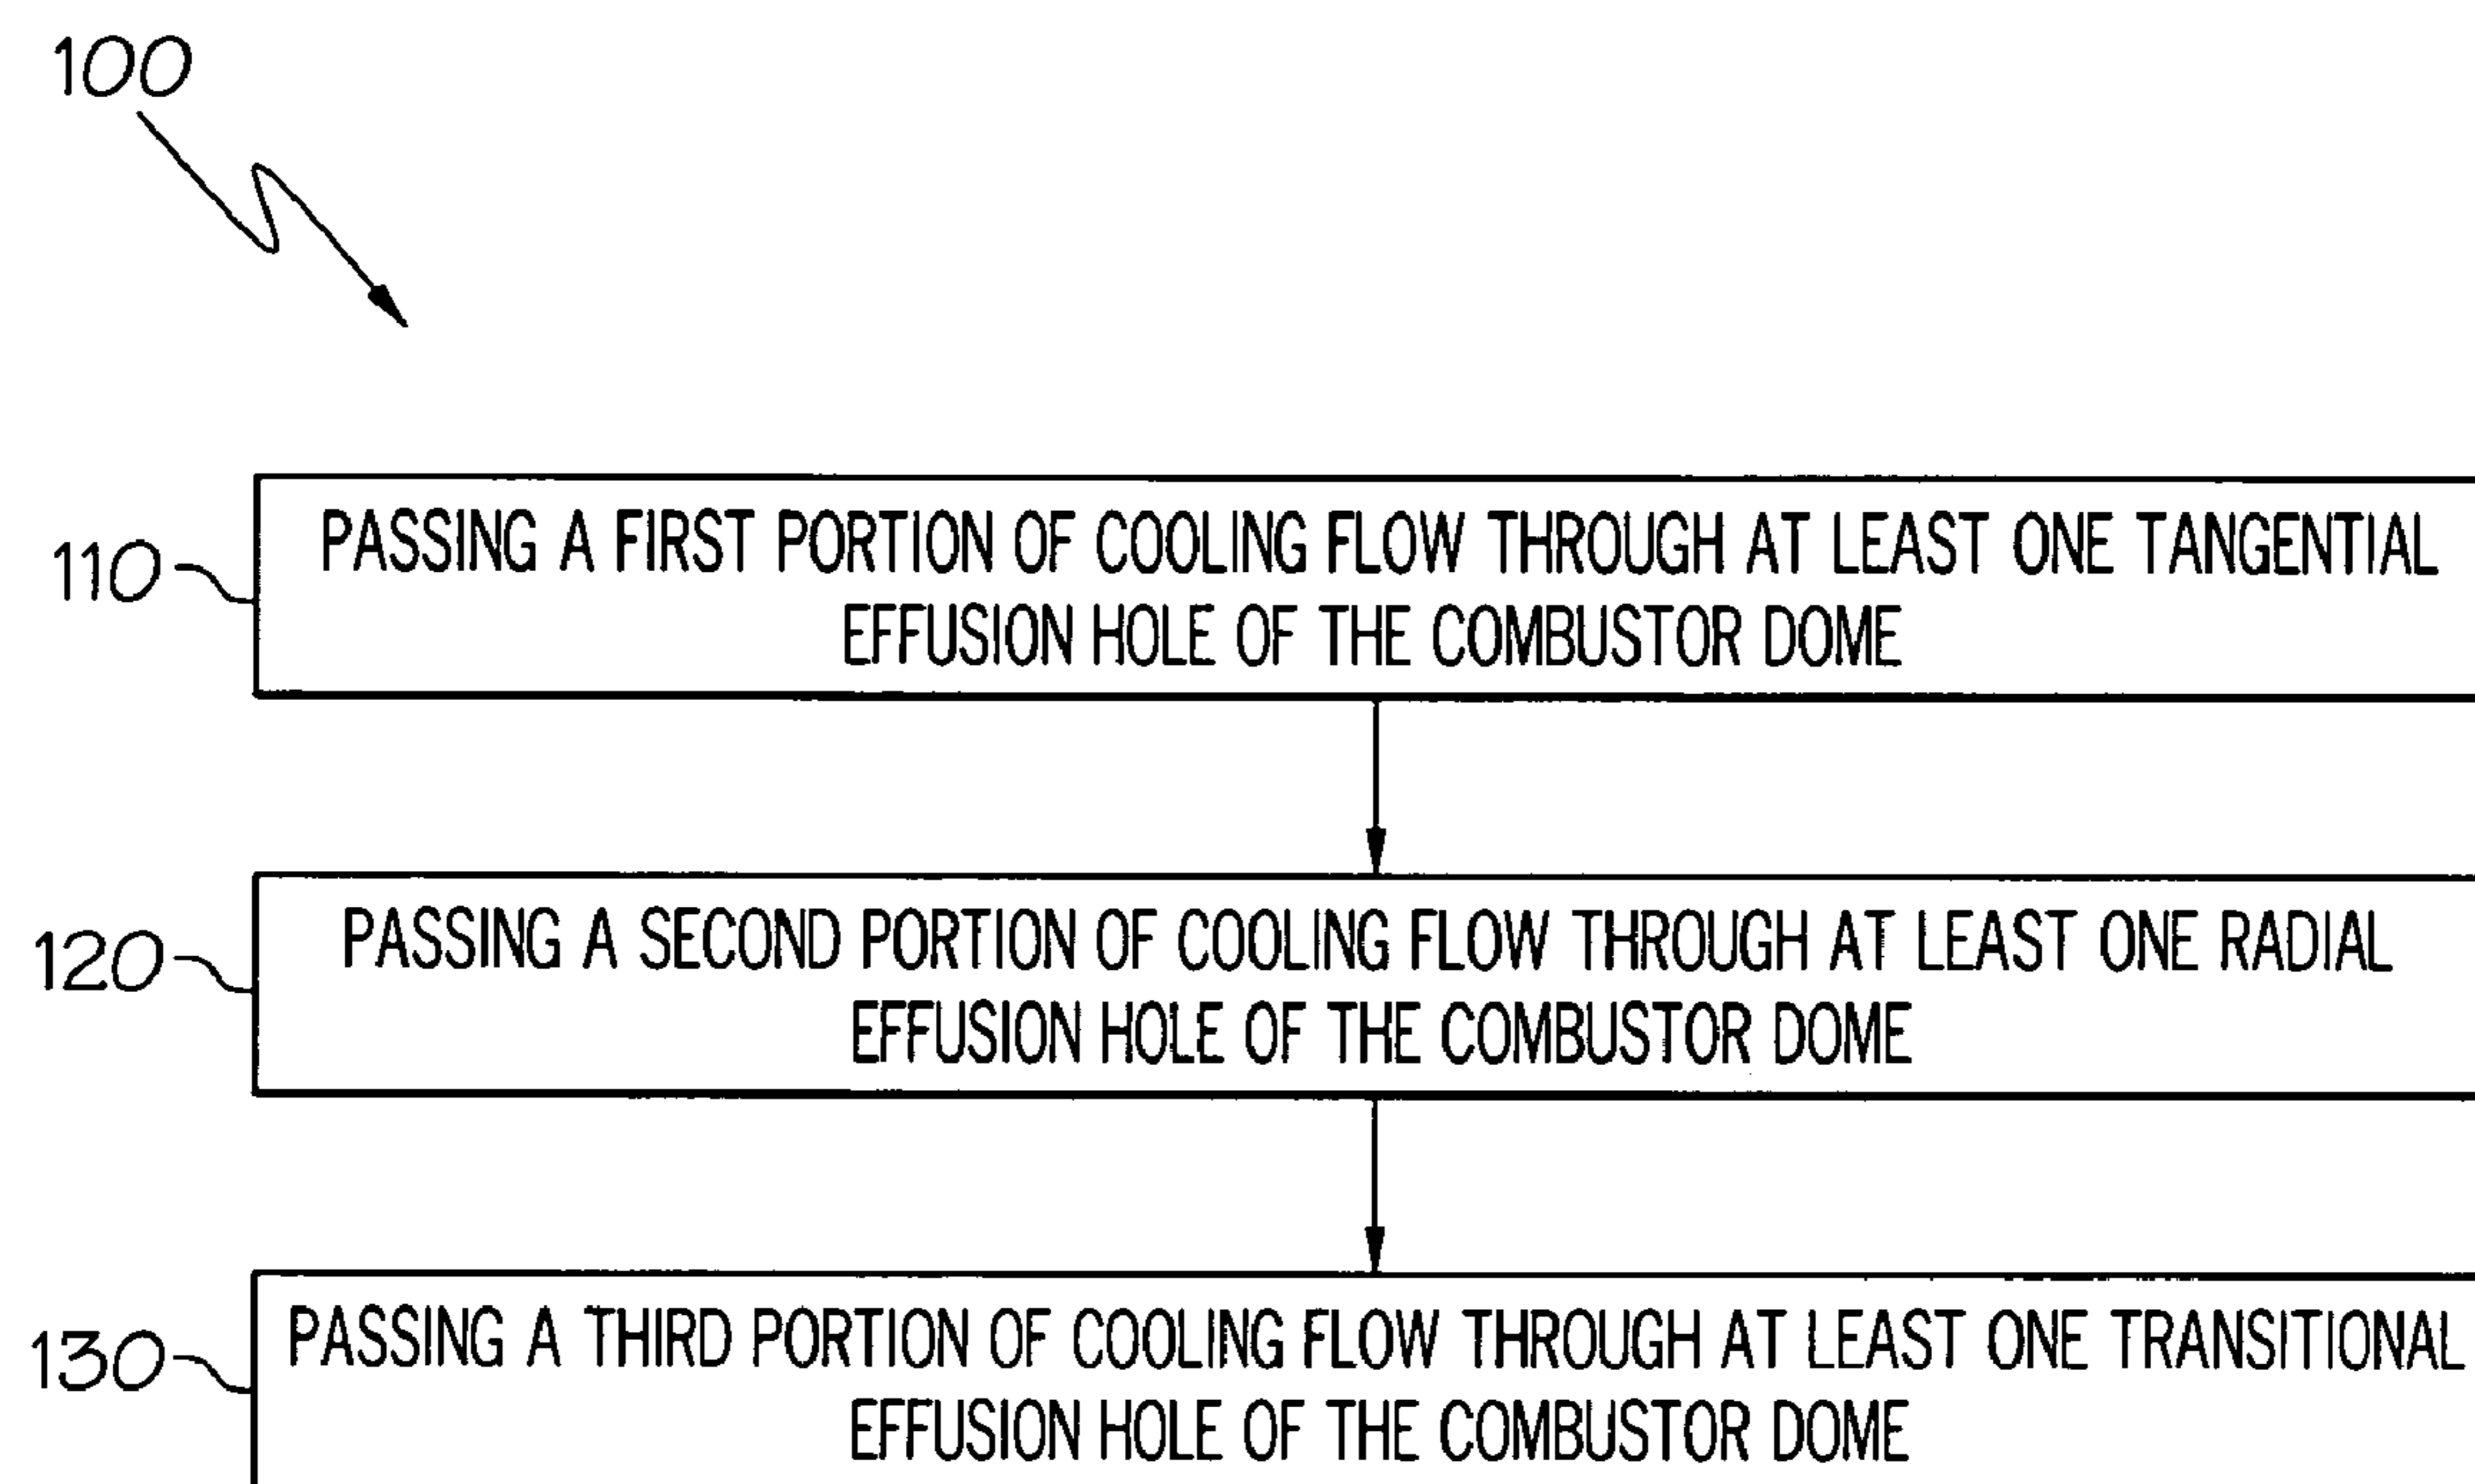 100
110
PASSING A FIRST PORTION OF COOLING FLOW THROUGH AT LEAST ONE TANGENTIAL
EFFUSION HOLE OF THE COMBUSTOR DOME
120
PASSING A SECOND PORTION OF COOLING FLOW THROUGH AT LEAST ONE RADIAL
EFFUSION HOLE OF THE COMBUSTOR DOME
130
PASSING A THIRD PORTION OF COOLING FLOW THROUGH AT LEAST ONE TRANSITIONAL
EFFUSION HOLE OF THE COMBUSTOR DOME